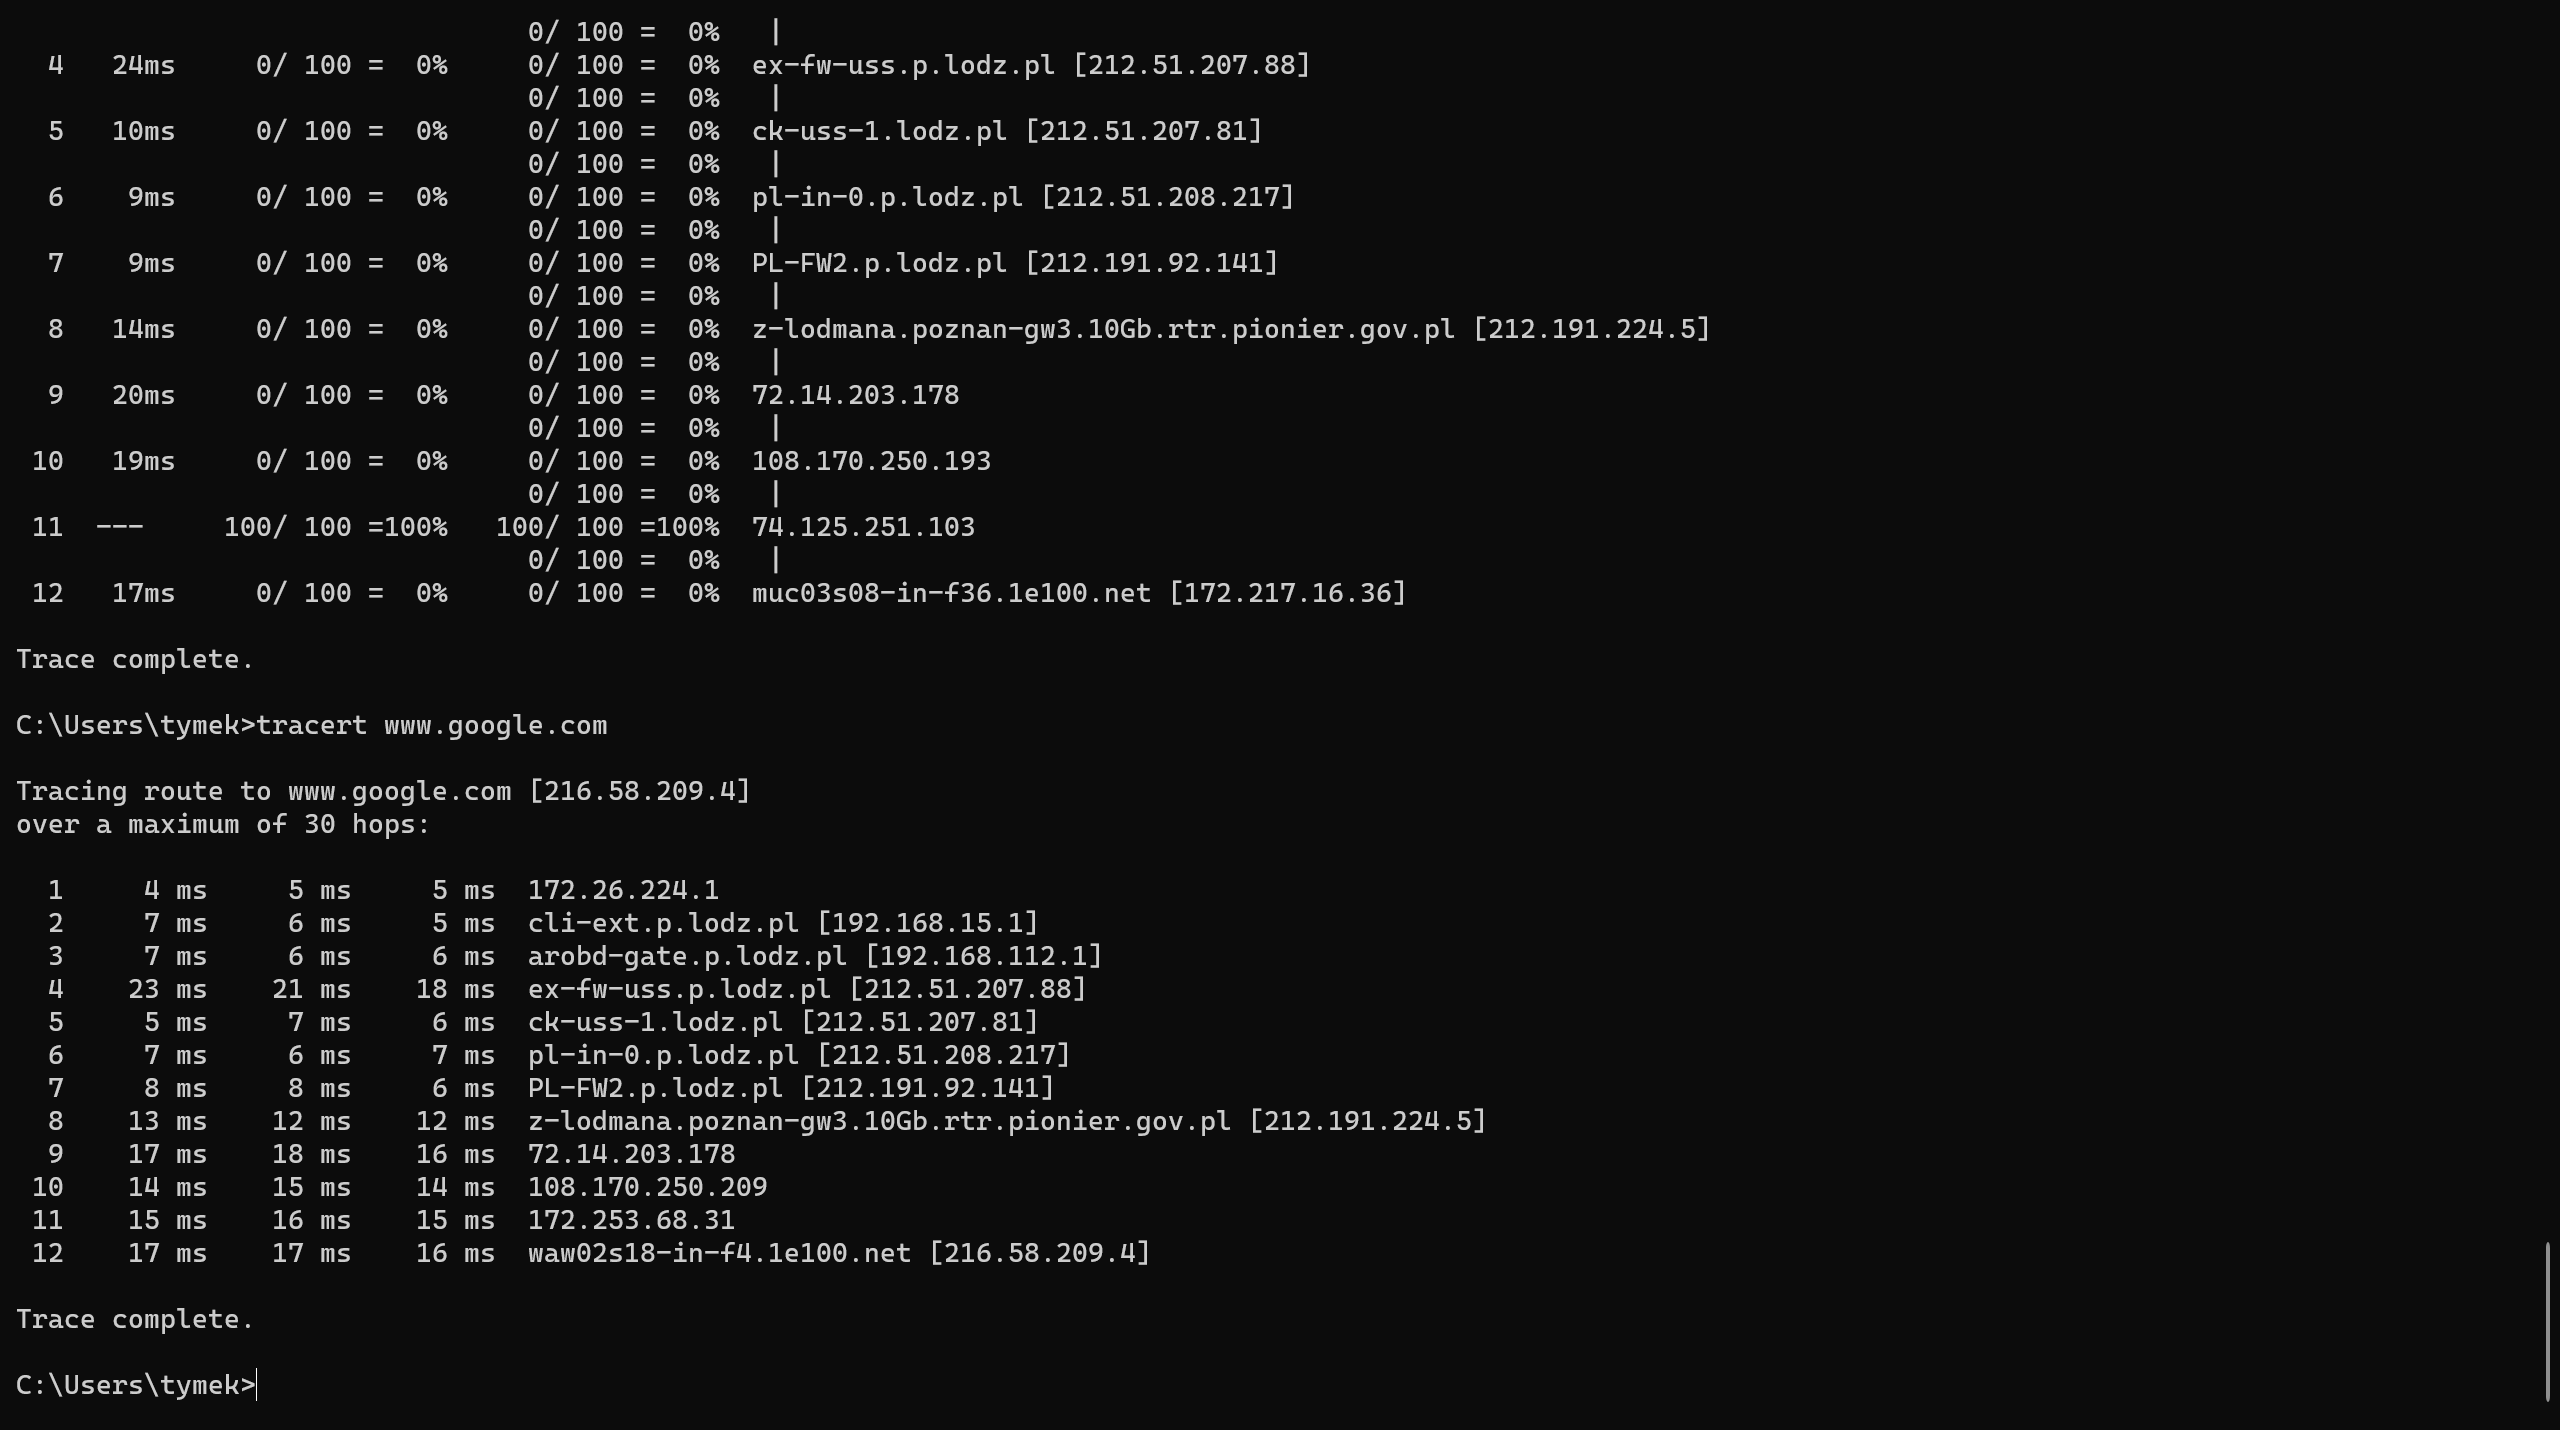 0/ 100 =  0%   |
4   24ms     0/ 100 =  0%     0/ 100 =  0%  ex-fw-uss.p.lodz.pl [212.51.207.88]
0/ 100 =  0%   |
5   10ms     0/ 100 =  0%     0/ 100 =  0%  ck-uss-1.lodz.pl [212.51.207.81]
0/ 100 =  0%   |
6    9ms     0/ 100 =  0%     0/ 100 =  0%  pl-in-0.p.lodz.pl [212.51.208.217]
0/ 100 =  0%   |
7    9ms     0/ 100 =  0%     0/ 100 =  0%  PL-FW2.p.lodz.pl [212.191.92.141]
0/ 100 =  0%   |
8   14ms     0/ 100 =  0%     0/ 100 =  0%  z-lodmana.poznan-gw3.10Gb.rtr.pionier.gov.pl [212.191.224.5]
0/ 100 =  0%   |
9   20ms     0/ 100 =  0%     0/ 100 =  0%  72.14.203.178
0/ 100 =  0%   |
10   19ms     0/ 100 =  0%     0/ 100 =  0%  108.170.250.193
0/ 100 =  0%   |
11  ---     100/ 100 =100%   100/ 100 =100%  74.125.251.103
0/ 100 =  0%   |
12   17ms     0/ 100 =  0%     0/ 100 =  0%  muc03s08-in-f36.1e100.net [172.217.16.36]
Trace complete.
C:\Users\tymek>tracert www.google.com
Tracing route to www.google.com [216.58.209.4]
over a maximum of 30 hops:
1     4 ms     5 ms     5 ms  172.26.224.1
2     7 ms     6 ms     5 ms  cli-ext.p.lodz.pl [192.168.15.1]
3     7 ms     6 ms     6 ms  arobd-gate.p.lodz.pl [192.168.112.1]
4    23 ms    21 ms    18 ms  ex-fw-uss.p.lodz.pl [212.51.207.88]
5     5 ms     7 ms     6 ms  ck-uss-1.lodz.pl [212.51.207.81]
6     7 ms     6 ms     7 ms  pl-in-0.p.lodz.pl [212.51.208.217]
7     8 ms     8 ms     6 ms  PL-FW2.p.lodz.pl [212.191.92.141]
8    13 ms    12 ms    12 ms  z-lodmana.poznan-gw3.10Gb.rtr.pionier.gov.pl [212.191.224.5]
9    17 ms    18 ms    16 ms  72.14.203.178
10    14 ms    15 ms    14 ms  108.170.250.209
11    15 ms    16 ms    15 ms  172.253.68.31
12    17 ms    17 ms    16 ms  waw02s18-in-f4.1e100.net [216.58.209.4]
Trace complete.
C:\Users\tymek>